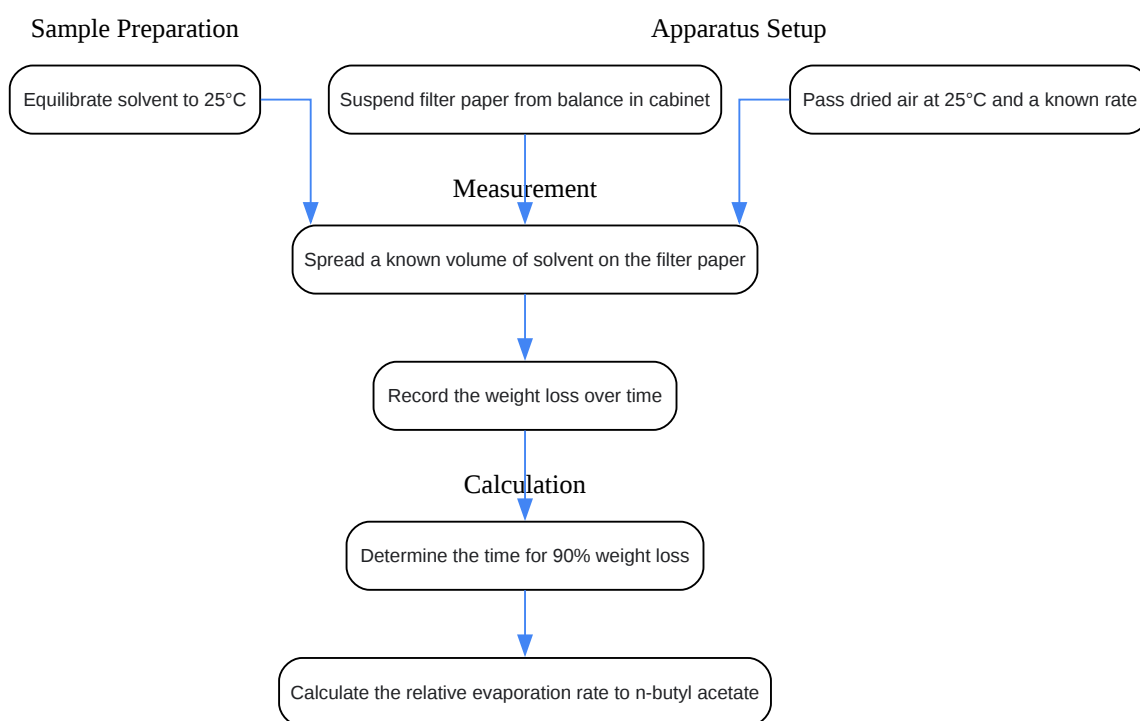 Sample Preparation
Apparatus Setup
Equilibrate solvent to 25°C
Suspend filter paper from balance in cabinet
Pass dried air at 25°C and a known rate
Measurement
Spread a known volume of solvent on the filter paper
Record the weight loss over time
Calculation
Determine the time for 90% weight loss
Calculate the relative evaporation rate to n-butyl acetate